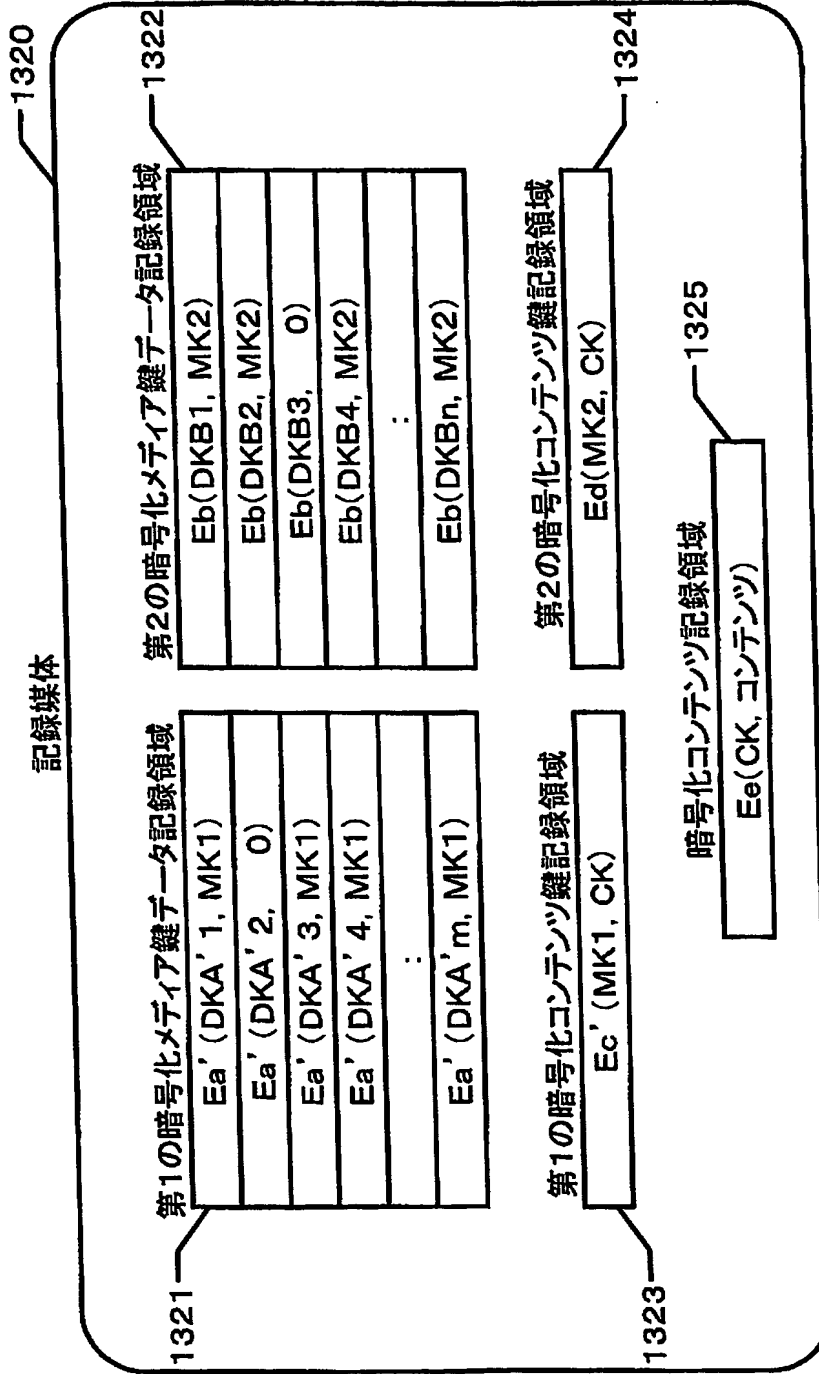 記録媒体
1320
第1の暗号化メディア鍵データ記録領域
1321
Ea'(DKA'1, MK1)
Ea'(DKA'2, 0)
Ea'(DKA'3, MK1)
Ea'(DKA'4, MK1)
:
Ea'(DKA'm, MK1)
第2の暗号化メディア鍵データ記録領域
1322
Eb(DKB1, MK2)
Eb(DKB2, MK2)
Eb(DKB3, 0)
Eb(DKB4, MK2)
:
Eb(DKBn, MK2)
第1の暗号化コンテンツ鍵記録領域
1323
Ec'(MK1, CK)
第2の暗号化コンテンツ鍵記録領域
1324
Ed(MK2, CK)
暗号化コンテンツ記録領域
1325
Ee(CK, コンテンツ)